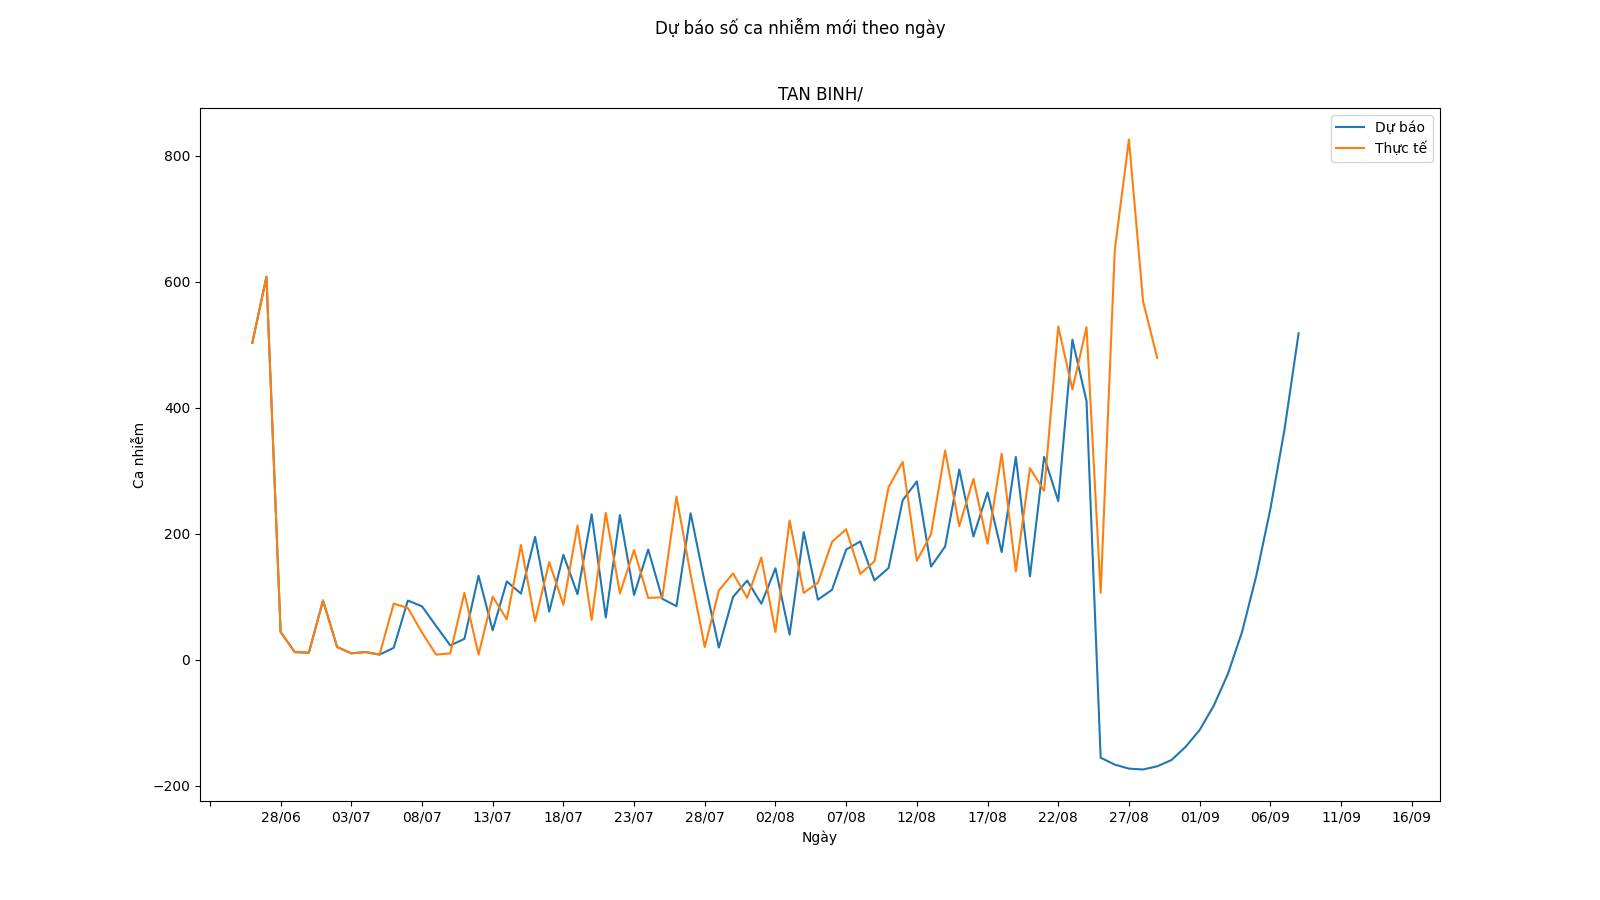 Dự báo số ca nhiễm mới theo ngày
TAN BINH/
Dự báo
Thực tế
800
600
400
200
0
−200
Ca nhiễm
28/06 03/07 08/07 13/07 18/07 23/07 28/07 02/08 07/08 12/08 17/08 22/08 27/08 01/09 06/09 11/09 16/09
Ngày